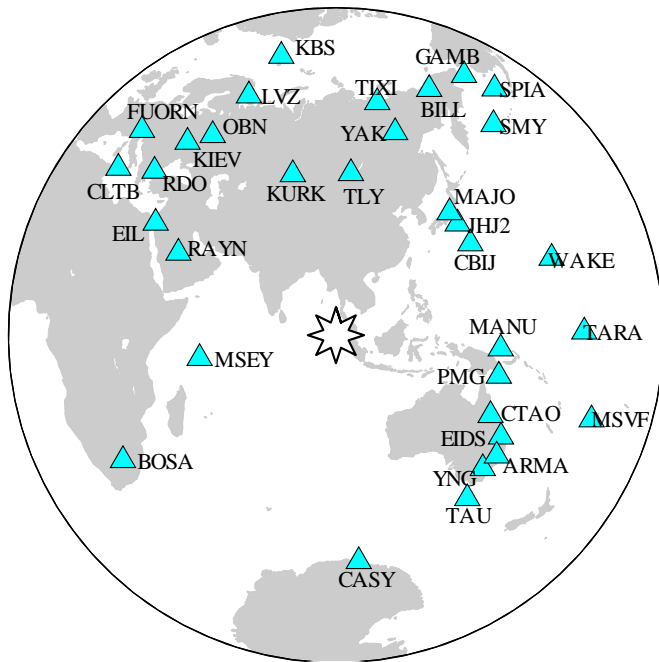 KBS
GAMB
TIXI
SPIA
LVZ
BILL
FUORN
OBN
YAK
SMY
KIEV
CLTB
RDO
KURK
TLY
MAJO
EIL
JHJ2
RAYN
CBIJ
WAKE
MANU
TARA
MSEY
PMG
CTAO
MSVF
EIDS
BOSA
ARMA
YNG
TAU
CASY